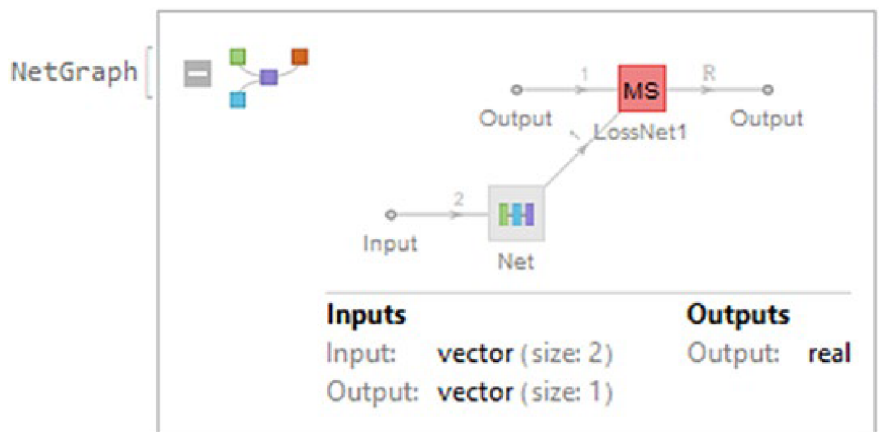 NetGraph
1
MS
R
Output
LossNet1
Output
1
2
Input
Net
Inputs
Outputs
Input: vector (size: 2)
Output: real
Output: vector (size: 1)